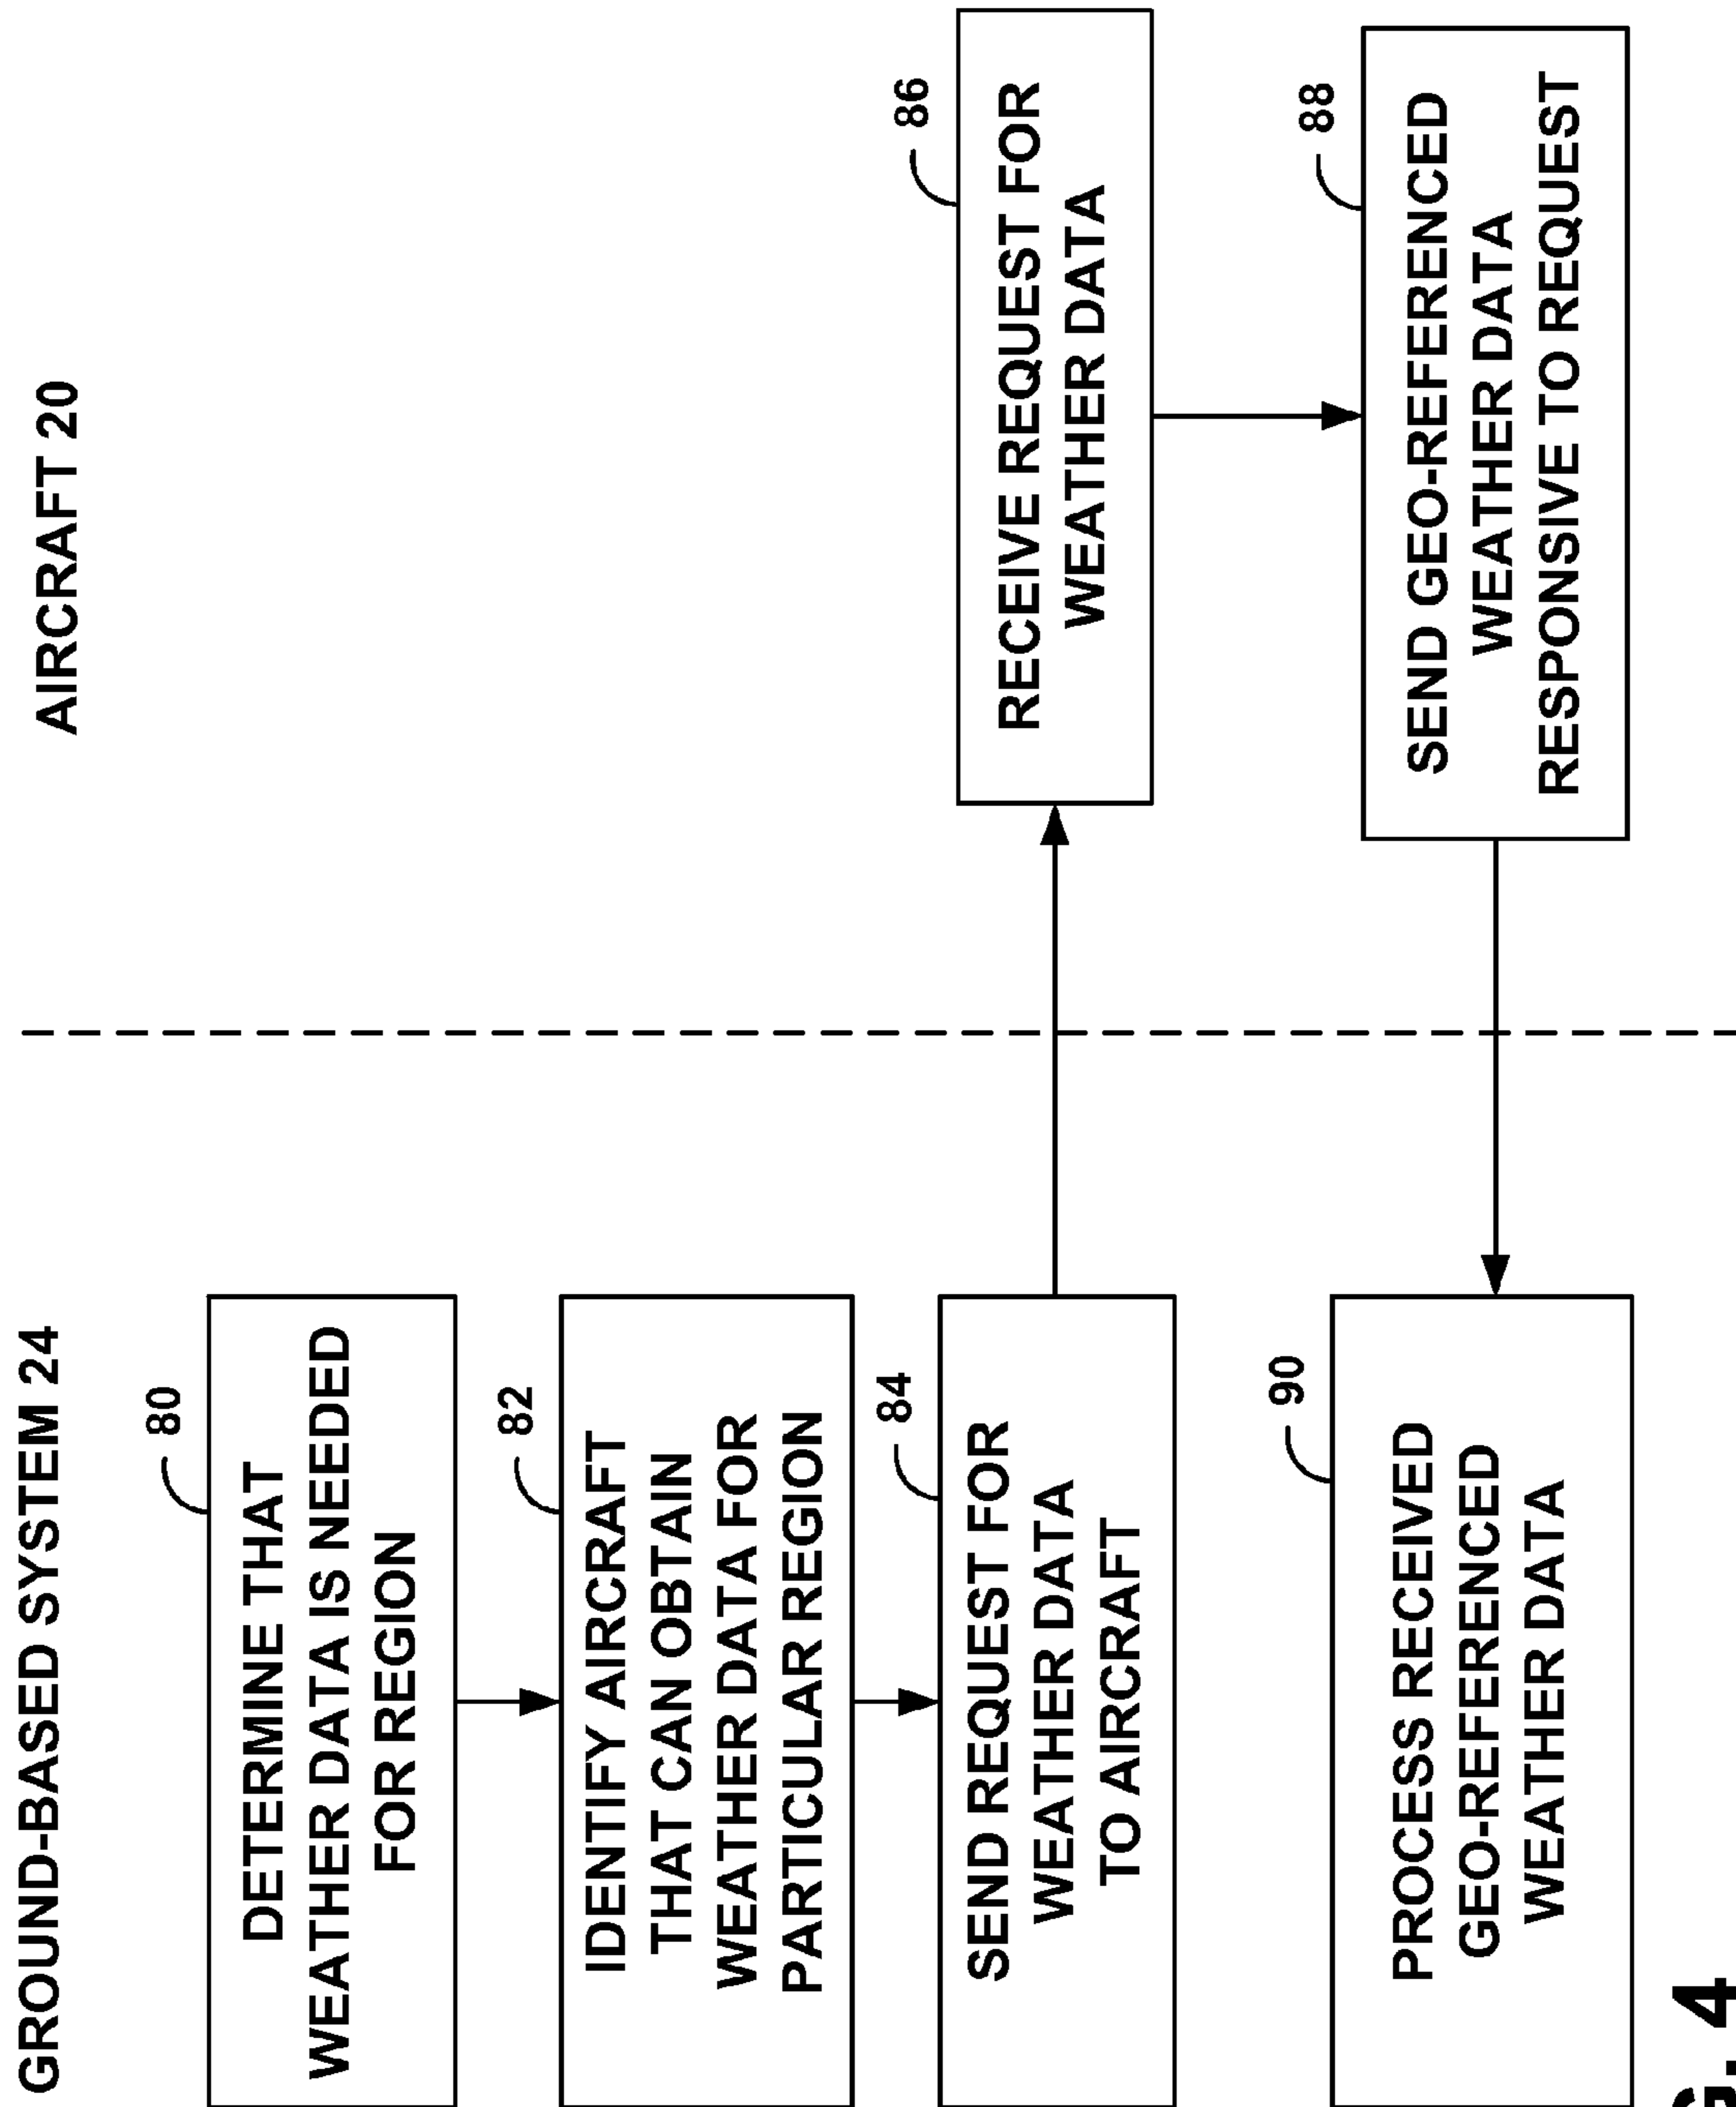 GROUND-BASED SYSTEM 24
AIRCRAFT 20
80
DETERMINE THAT
WEATHER DATA IS NEEDED
FOR REGION
82
IDENTIFY AIRCRAFT
THAT CAN OBTAIN
WEATHER DATA FOR
PARTICULAR REGION
84
SEND REQUEST FOR
WEATHER DATA
TO AIRCRAFT
86
RECEIVE REQUEST FOR
WEATHER DATA
88
SEND GEO-REFERENCED
WEATHER DATA
RESPONSIVE TO REQUEST
90
PROCESS RECEIVED
GEO-REFERENCED
WEATHER DATA
4